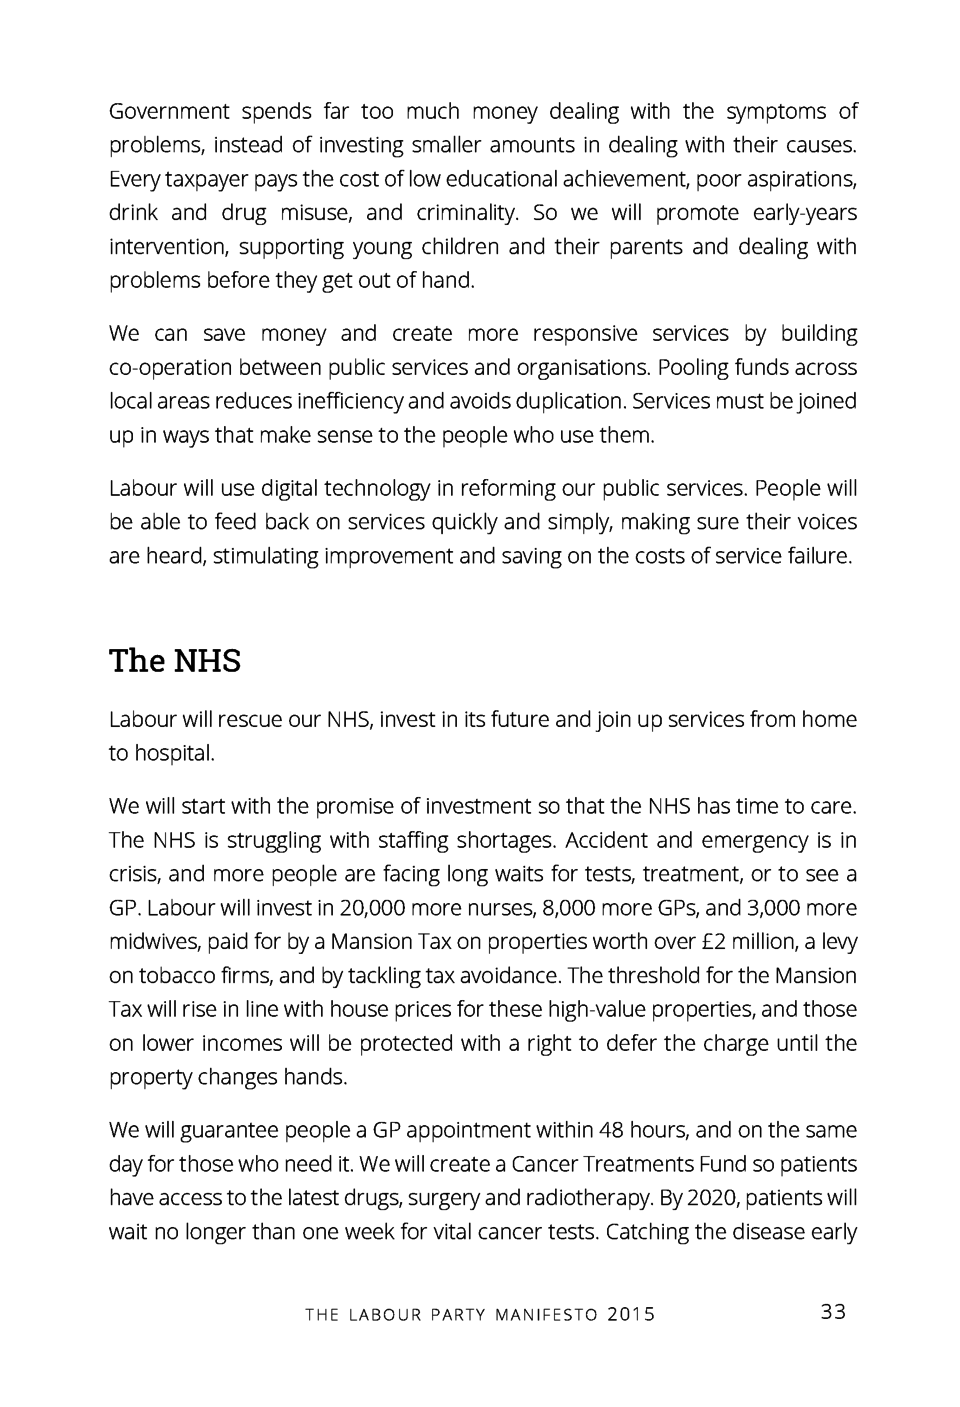 Government spends far too much money dealing with the symptoms of
problems, instead of investing smaller amounts in dealing with their causes.
Every taxpayer pays the cost of low educational achievement, poor aspirations,
drink and drug misuse, and criminality. So we will promote early-years
intervention, supporting young children and their parents and dealing with
problems before they get out of hand.
We can save money and create more responsive services by building
co-operation between public services and organisations. Pooling funds across
local areas reduces inefficiency and avoids duplication. Services must be joined
up in ways that make sense to the people who use them.
Labour will use digital technology in reforming our public services. People will
be able to feed back on services quickly and simply, making sure their voices
are heard, stimulating improvement and saving on the costs of service failure.
The NHS
Labour will rescue our NHS, invest in its future and join up services from home
to hospital.
We will start with the promise of investment so that the NHS has time to care.
The NHS is struggling with staffing shortages. Accident and emergency is in
crisis, and more people are facing long waits for tests, treatment, or to see a
GP. Labour will invest in 20,000 more nurses, 8,000 more GPs, and 3,000 more
midwives, paid for by a Mansion Tax on properties worth over £2 million, a levy
on tobacco firms, and by tackling tax avoidance. The threshold for the Mansion
Tax will rise in line with house prices for these high-value properties, and those
on lower incomes will be protected with a right to defer the charge until the
property changes hands.
We will guarantee people a GP appointment within 48 hours, and on the same
day for those who need it. We will create a Cancer Treatments Fund so patients
have access to the latest drugs, surgery and radiotherapy. By 2020, patients will
wait no longer than one week for vital cancer tests. Catching the disease early
THE LABOUR PARTY MANIFESTO 2015 33